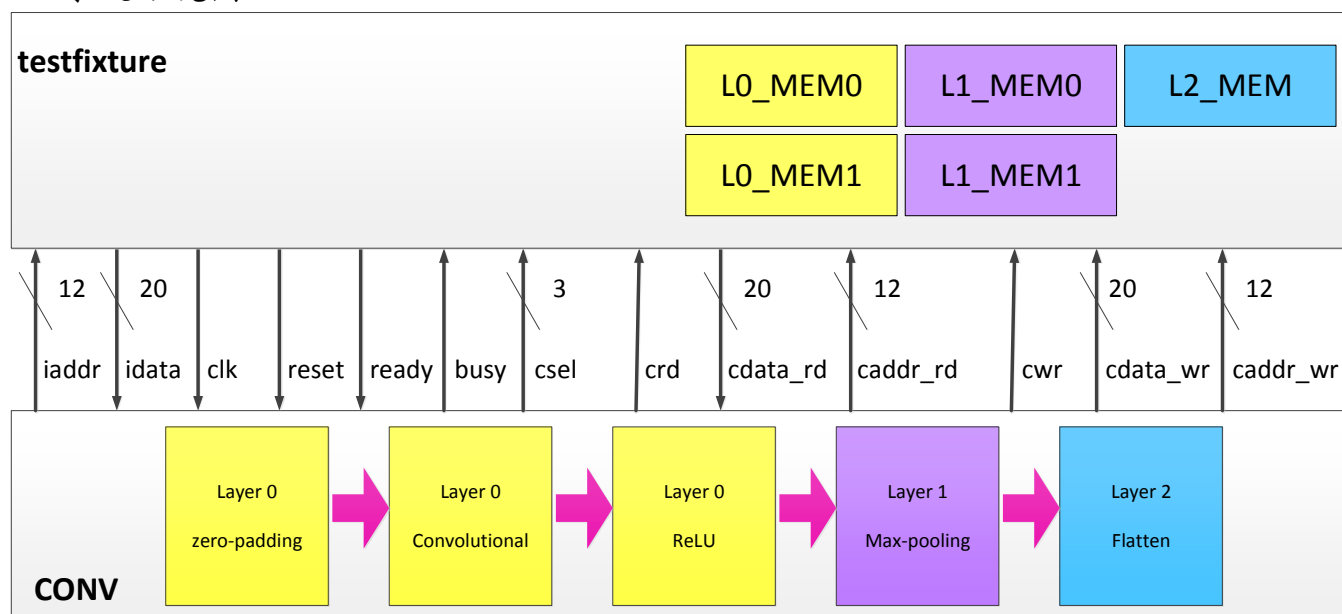 testfixture
L0_MEM0 L1_MEM0 L2_MEM
L0_MEM1 L1_MEM1
12 20 3 20 12 20 12
iaddr idata clk reset ready busy csel crd cdata_rd caddr_rd cwr cdata_wr caddr_wr
Layer 0 Layer 0 Layer 0 Layer 1 Layer 2
zero-padding Convolutional ReLU Max-pooling Flatten
CONV